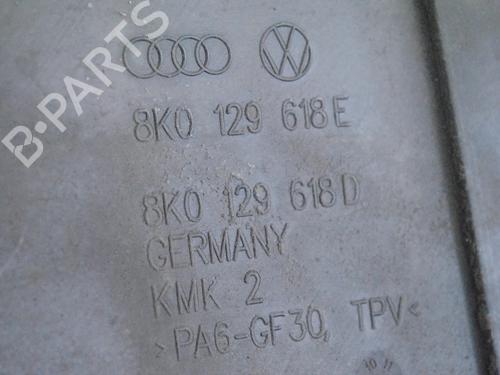 B-PARTS
8K0 129 618 E
8K0 129 618 D
GERMANY
KMK 2
>PA6-GF30, TPV<